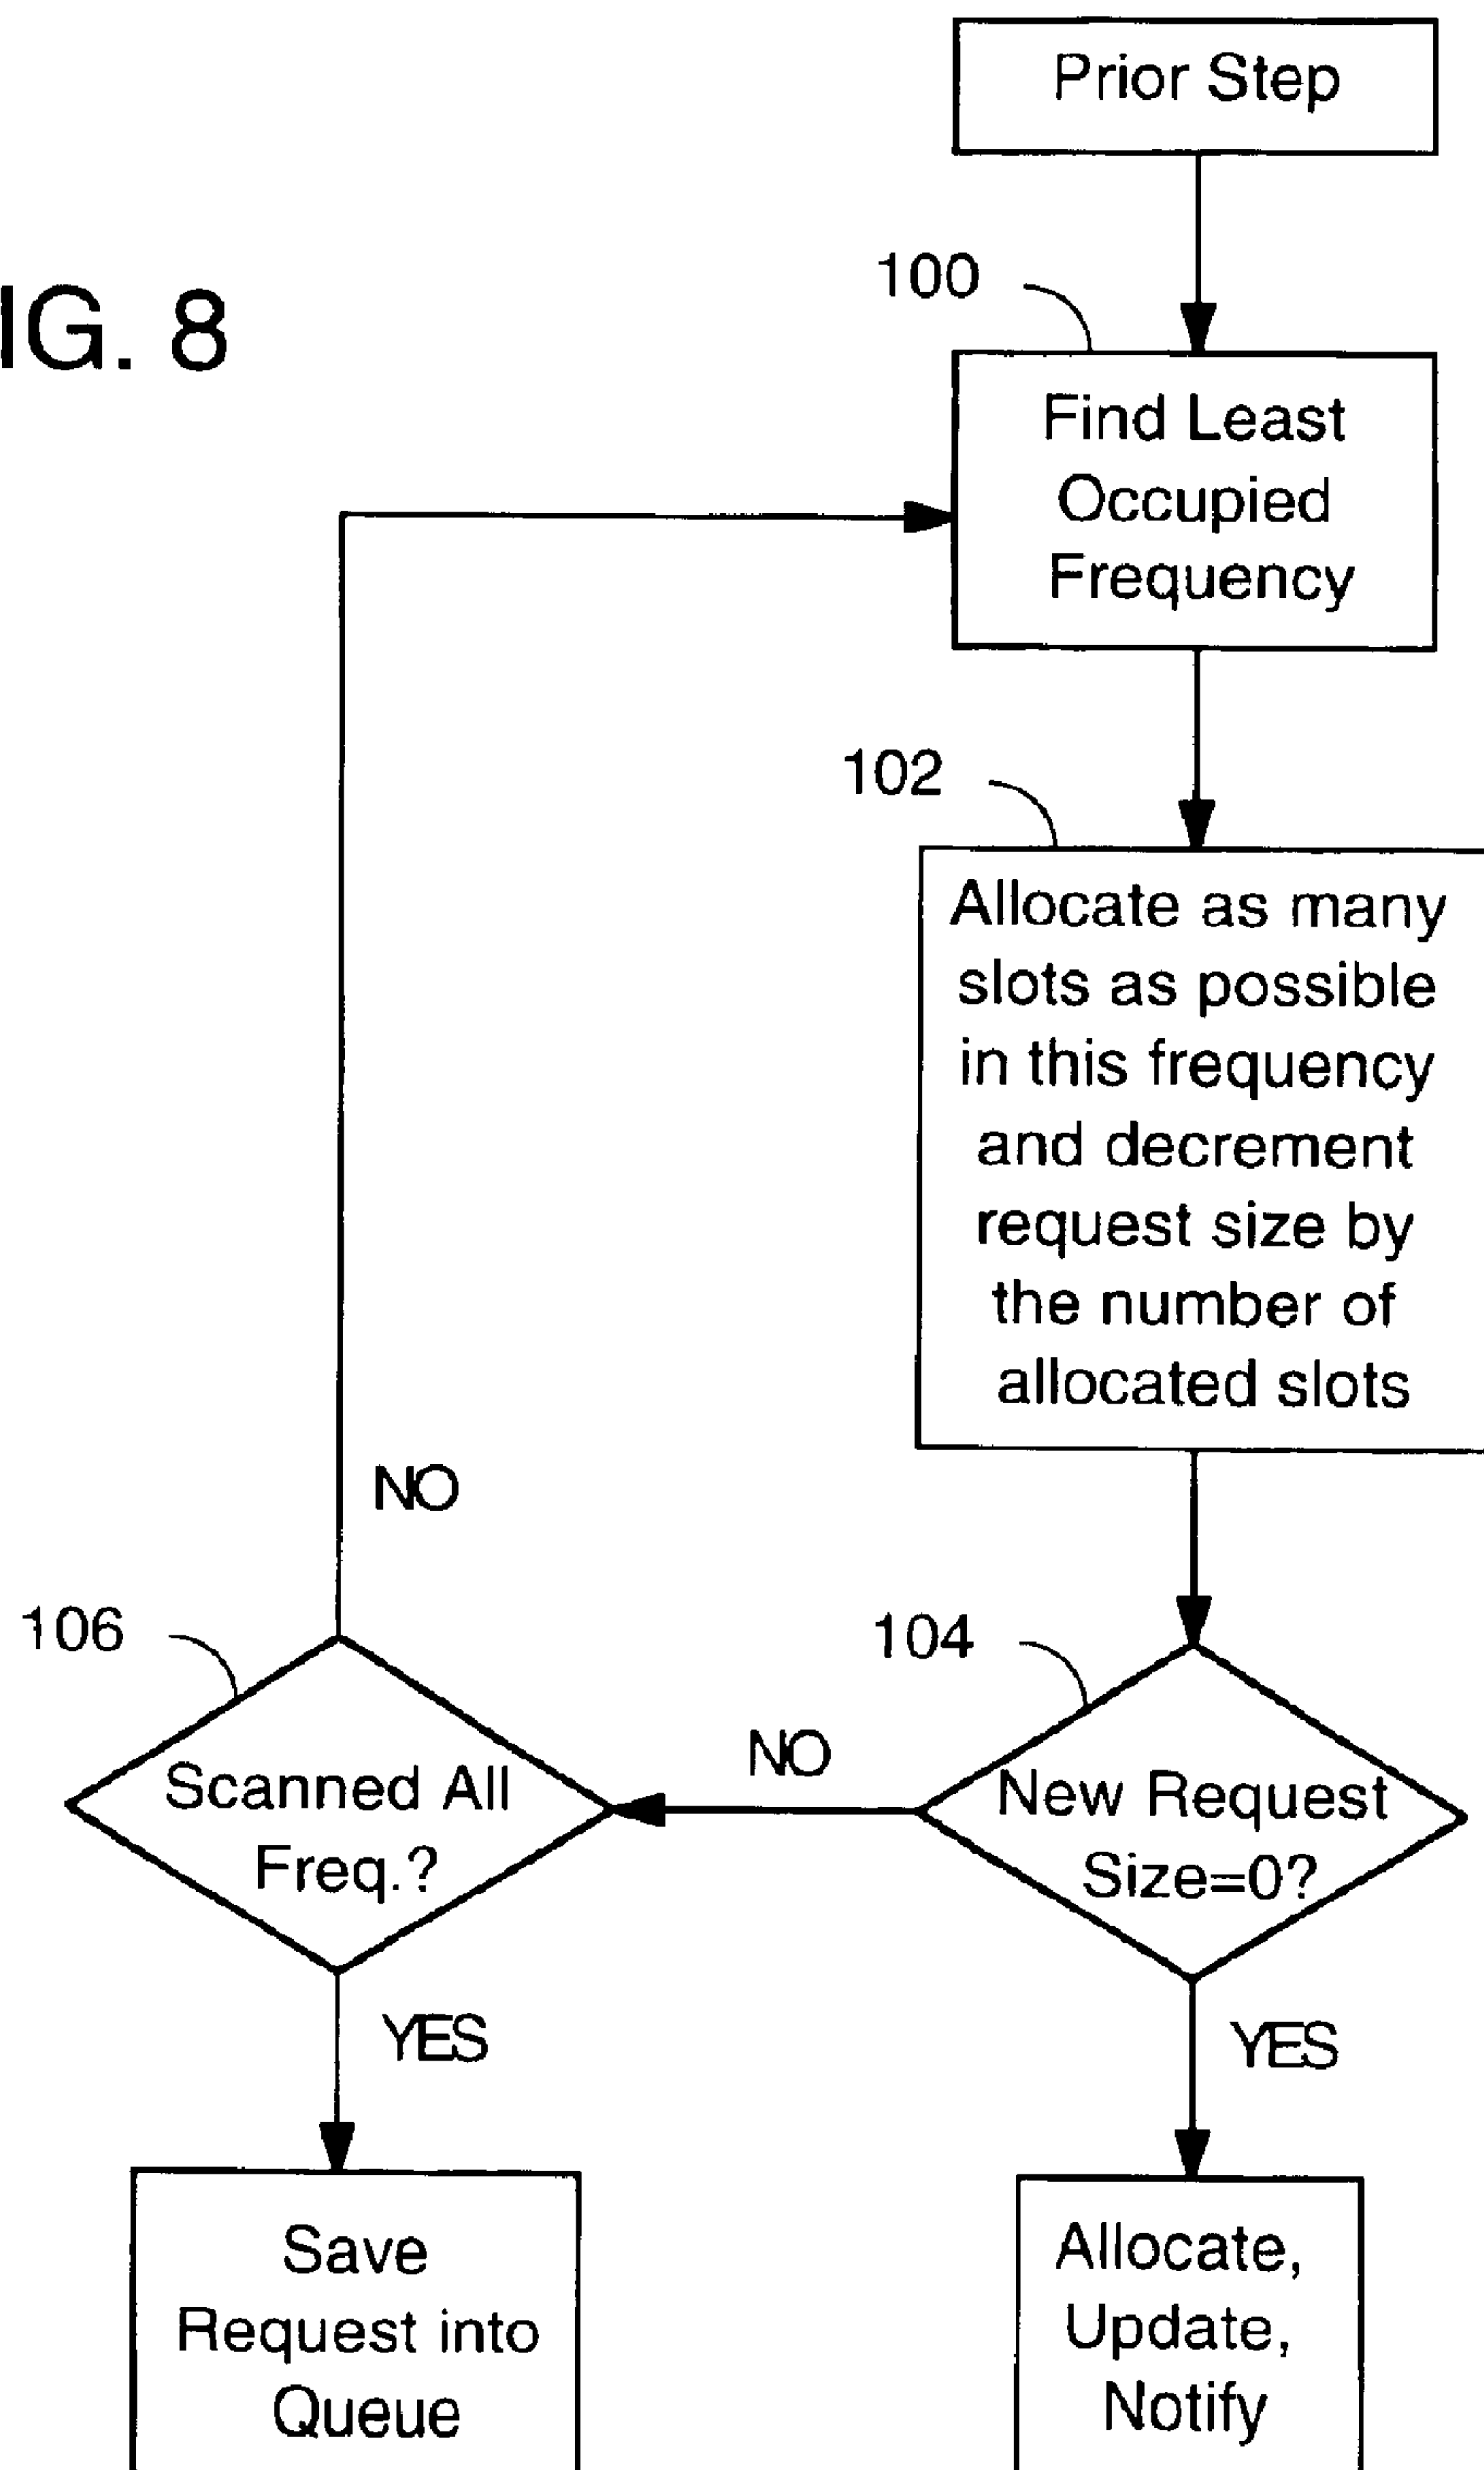 Prior Step
100
IG. 8
Find Least
Occupied
Frequency
102
Allocate as many
slots as possible
in this frequency
and decrement
request size by
the number of
allocated slots
NO
106
104
Scanned All
Freq.?
NO
New Request
Size=0?
YES
YES
Save
Request into
Queue
Allocate,
Update,
Notify